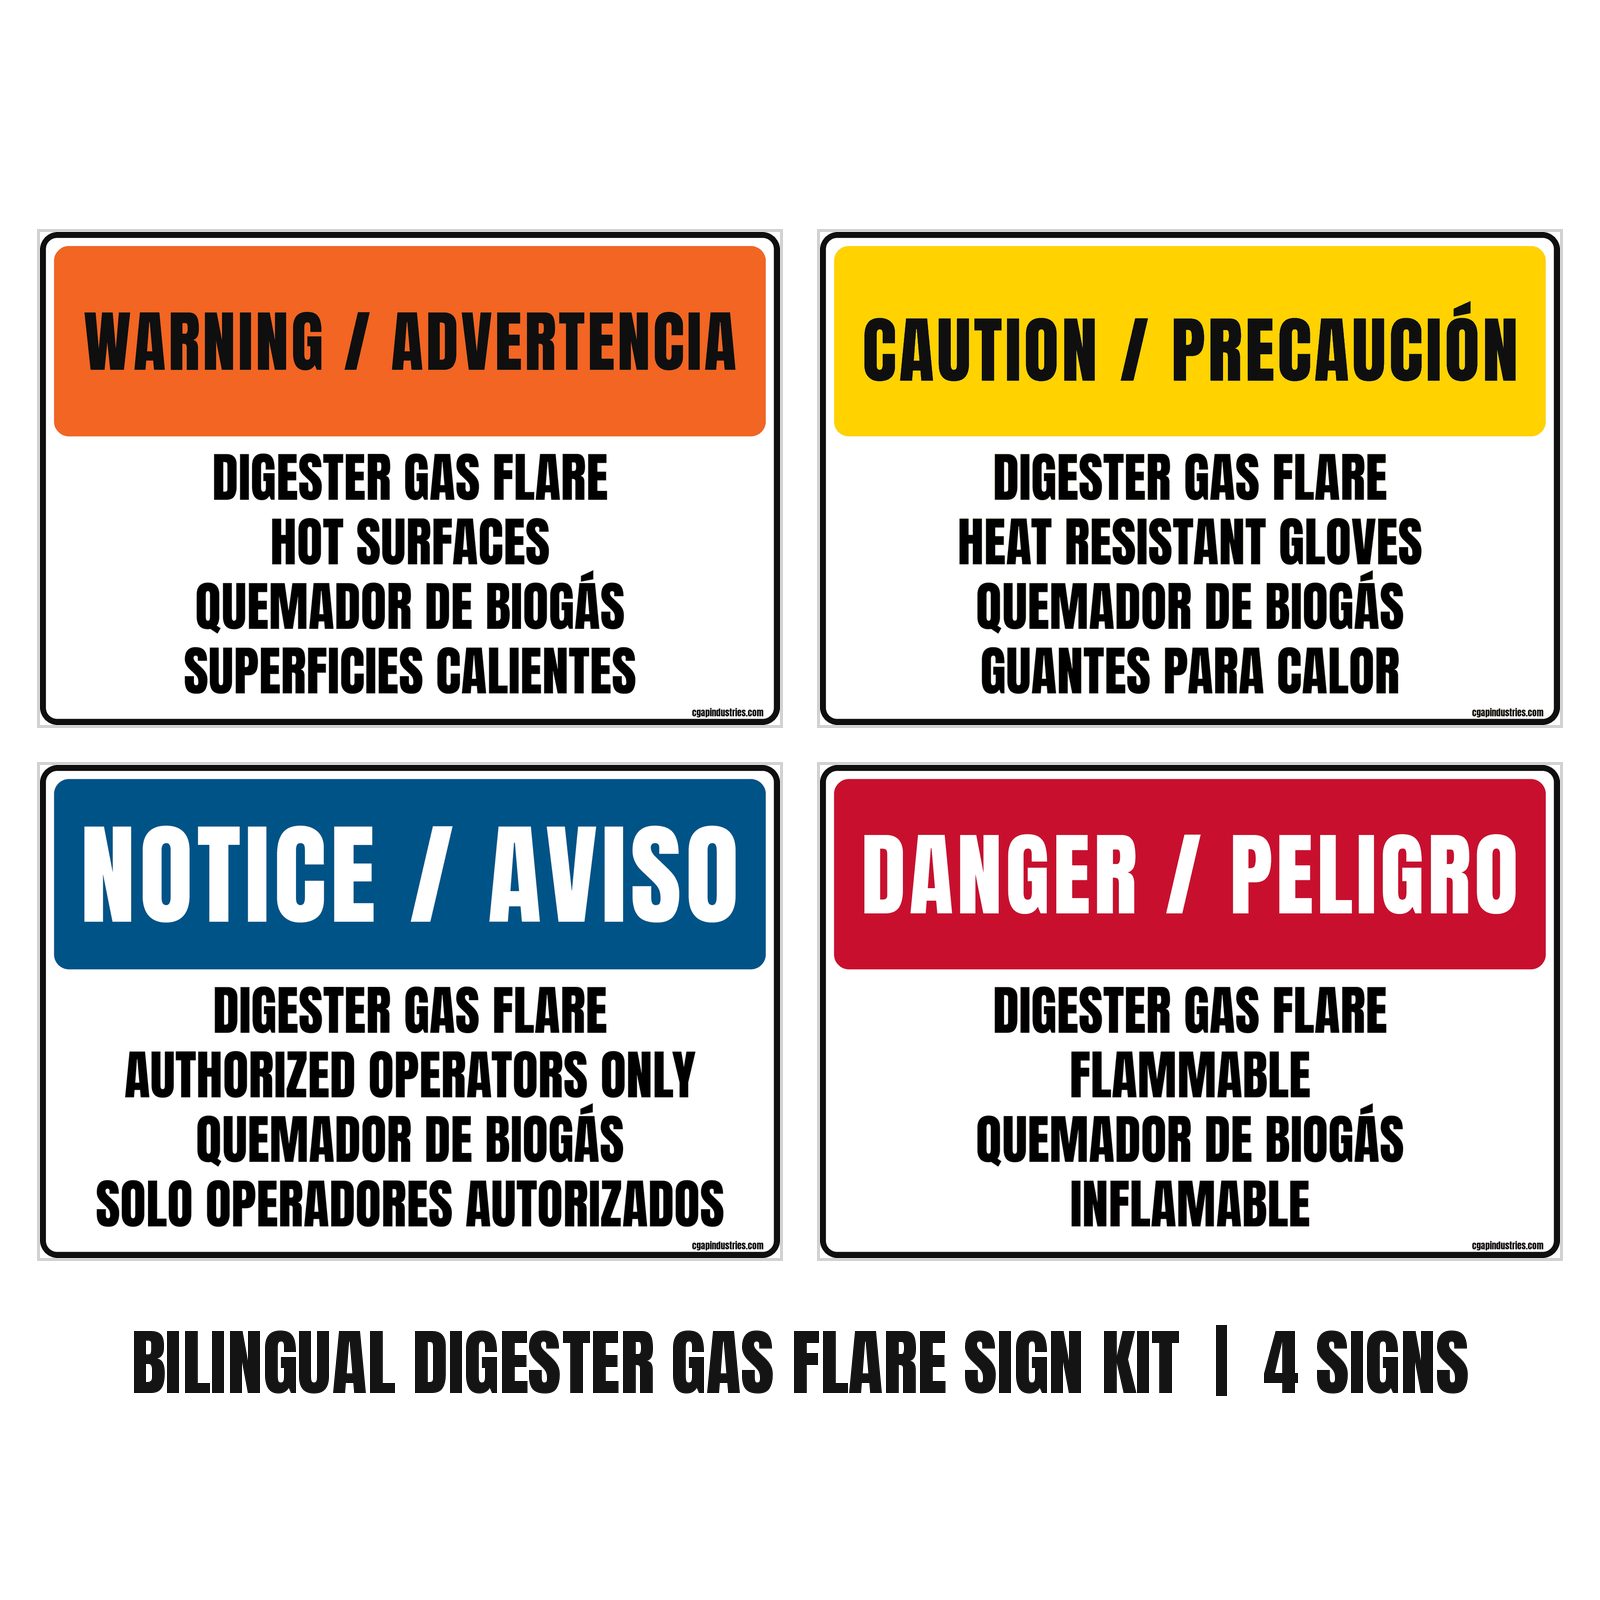 WARNING / ADVERTENCIA
DIGESTER GAS FLARE
HOT SURFACES
QUEMADOR DE BIOGÁS
SUPERFICIES CALIENTES
cgapindustries.com
CAUTION / PRECAUCIÓN
DIGESTER GAS FLARE
HEAT RESISTANT GLOVES
QUEMADOR DE BIOGÁS
GUANTES PARA CALOR
cgapindustries.com
NOTICE / AVISO
DIGESTER GAS FLARE
AUTHORIZED OPERATORS ONLY
QUEMADOR DE BIOGÁS
SOLO OPERADORES AUTORIZADOS
cgapindustries.com
DANGER / PELIGRO
DIGESTER GAS FLARE
FLAMMABLE
QUEMADOR DE BIOGÁS
INFLAMABLE
cgapindustries.com
BILINGUAL DIGESTER GAS FLARE SIGN KIT | 4 SIGNS